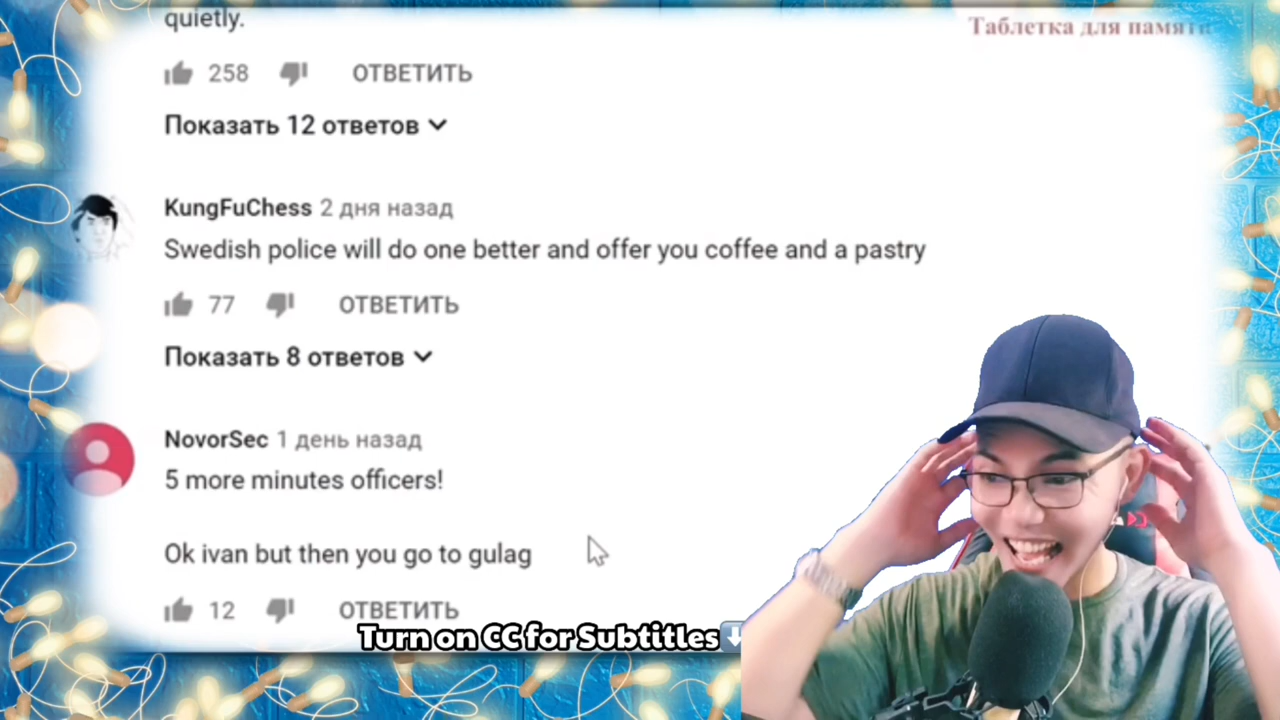 quietly.
Таблетка для памяти
258 ОТВЕТИТЬ
Показать 12 ответов
KungFuChess 2 дня назад
Swedish police will do one better and offer you coffee and a pastry
77 ОТВЕТИТЬ
Показать 8 ответов
NovorSec 1 день назад
5 more minutes officers!
Ok ivan but then you go to gulag
12 ОТВЕТИТЬ
Turn on CC for Subtitles